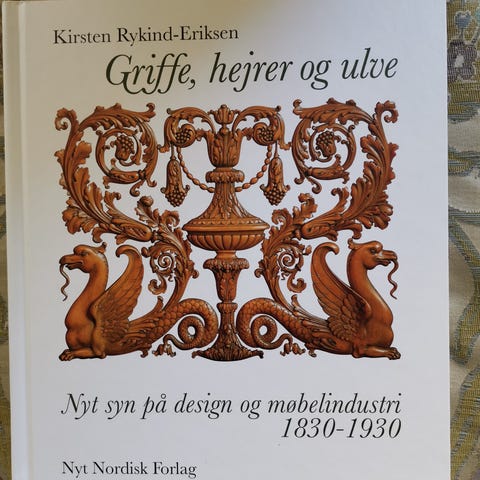 Kirsten Rykind-Eriksen
Griffe, hejrer og ulve
Nyt syn på design og møbelindustri
1830-1930
Nyt Nordisk Forlag